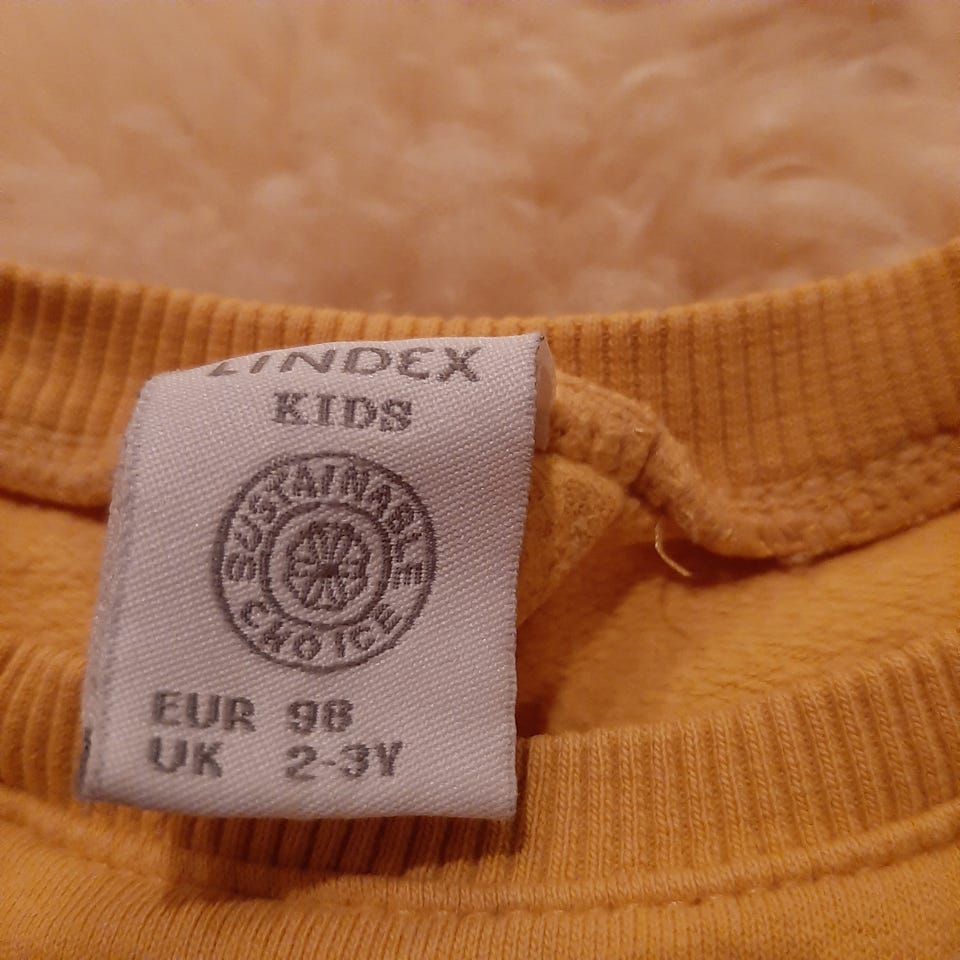 LINDEX
KIDS
SUSTAINABLE
CHOICE
EUR 98
UK 2-3Y